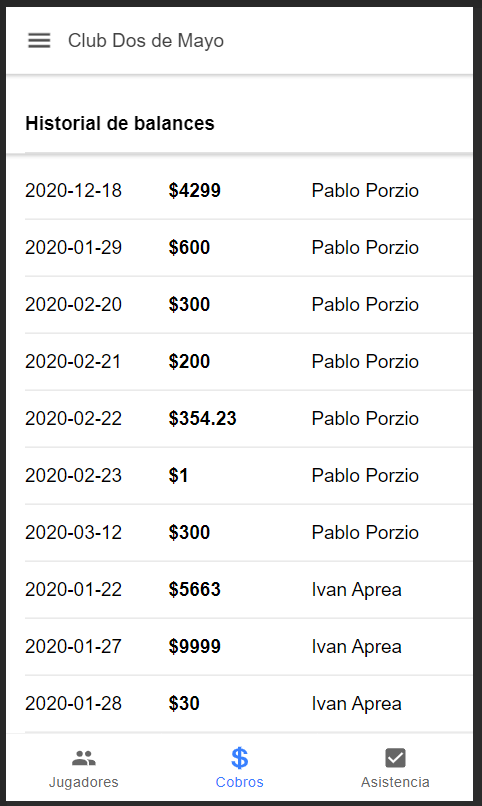 Club Dos de Mayo
Historial de balances
2020-12-18 $4299 Pablo Porzio
2020-01-29 $600 Pablo Porzio
2020-02-20 $300 Pablo Porzio
2020-02-21 $200 Pablo Porzio
2020-02-22 $354.23 Pablo Porzio
2020-02-23 $1 Pablo Porzio
2020-03-12 $300 Pablo Porzio
2020-01-22 $5663 Ivan Aprea
2020-01-27 $9999 Ivan Aprea
2020-01-28 $30 Ivan Aprea
Jugadores Cobros Asistencia